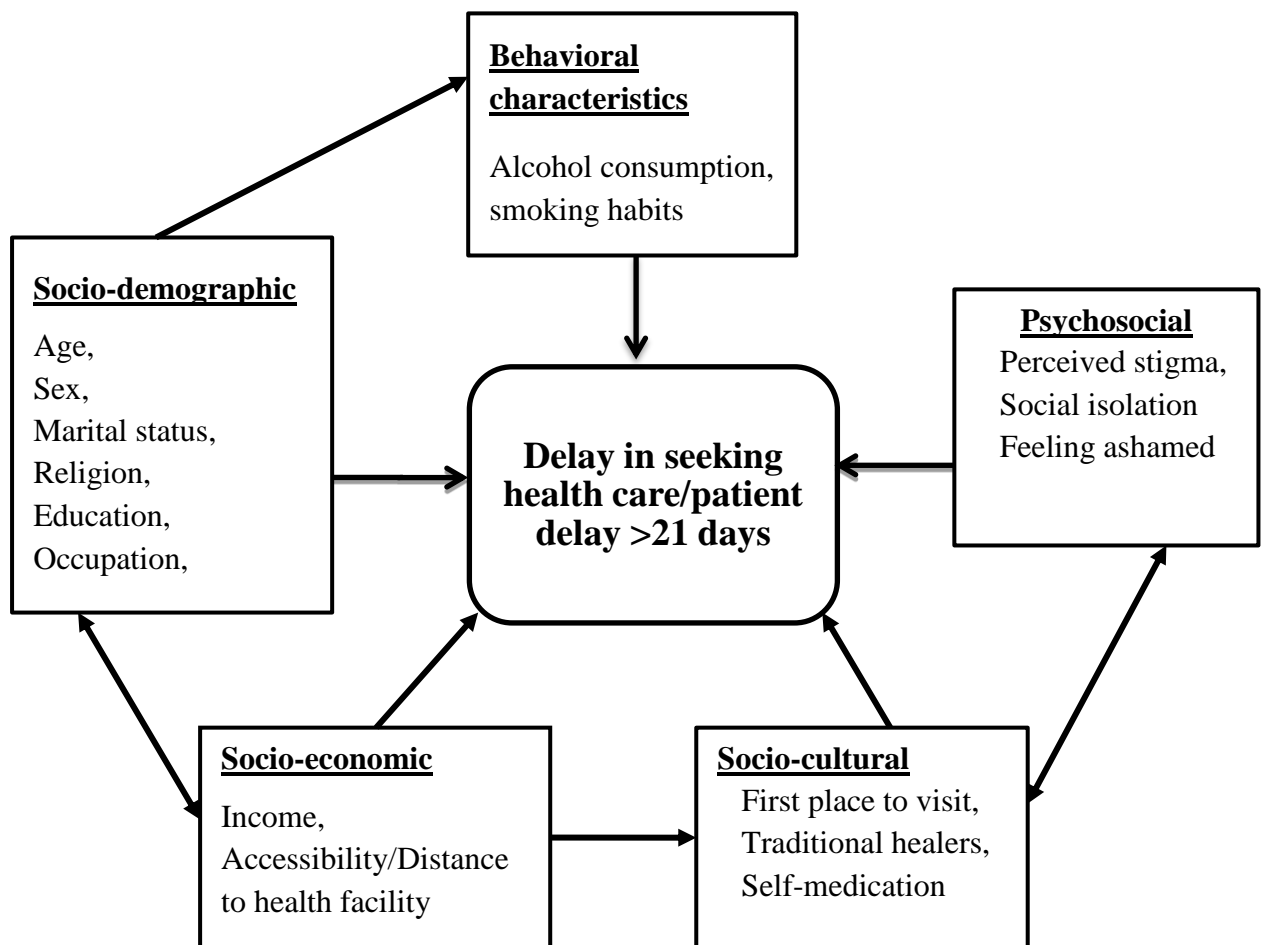 Behavioral
characteristics
Alcohol consumption,
smoking habits
Socio-demographic
Age,
Sex,
Marital status,
Religion,
Education,
Occupation,
Psychosocial
Perceived stigma,
Social isolation
Feeling ashamed
Delay in seeking
health care/patient
delay >21 days
Socio-economic
Income,
Accessibility/Distance
to health facility
Socio-cultural
First place to visit,
Traditional healers,
Self-medication